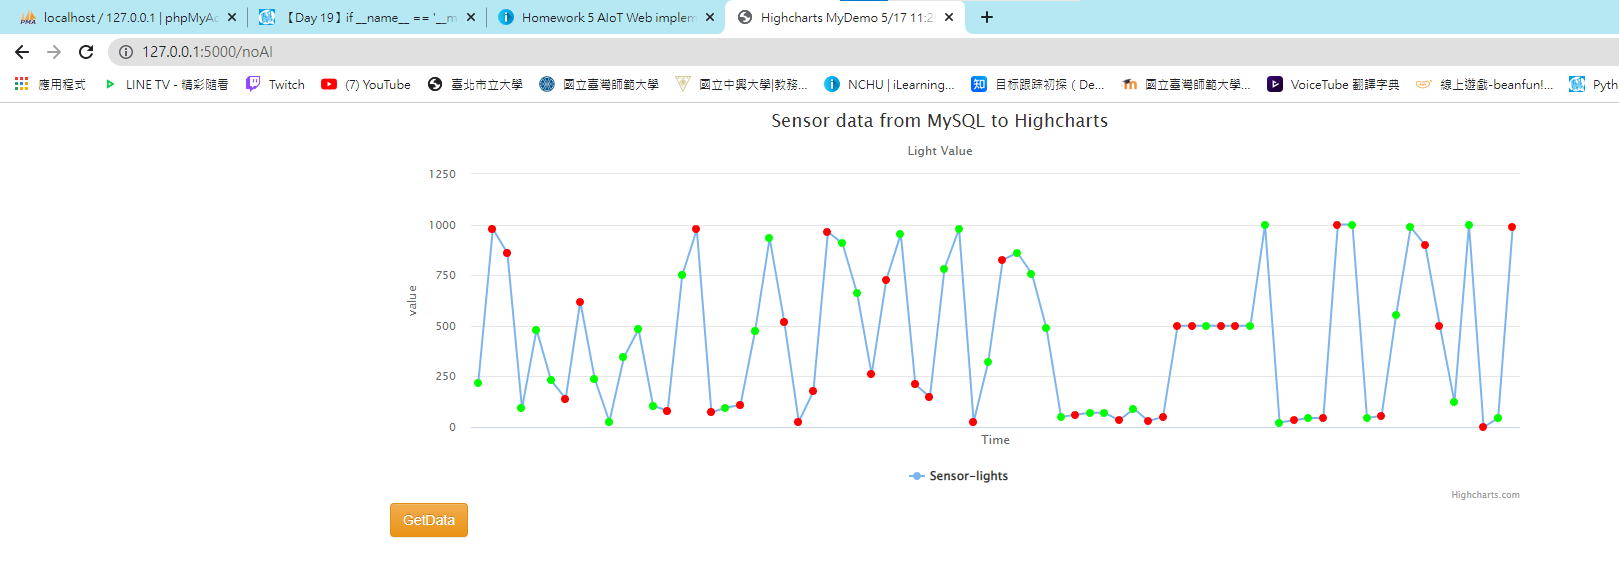 localhost / 127.0.0.1 | phpMyAc
【Day 19】if __name__ == '__m
Homework 5 AIoT Web implem
Highcharts MyDemo 5/17 11:2
127.0.0.1:5000/noAI
應用程式
LINE TV - 精彩隨看
Twitch
(7) YouTube
臺北市立大學
國立臺灣師範大學
國立中興大學|教務...
NCHU | iLearning...
知
目标跟踪初探（De...
國立臺灣師範大學...
VoiceTube 翻譯字典
線上遊戲-beanfun!...
Pyth
Sensor data from MySQL to Highcharts
Light Value
1250
1000
750
500
250
0
value
Time
Sensor-lights
Highcharts.com
GetData